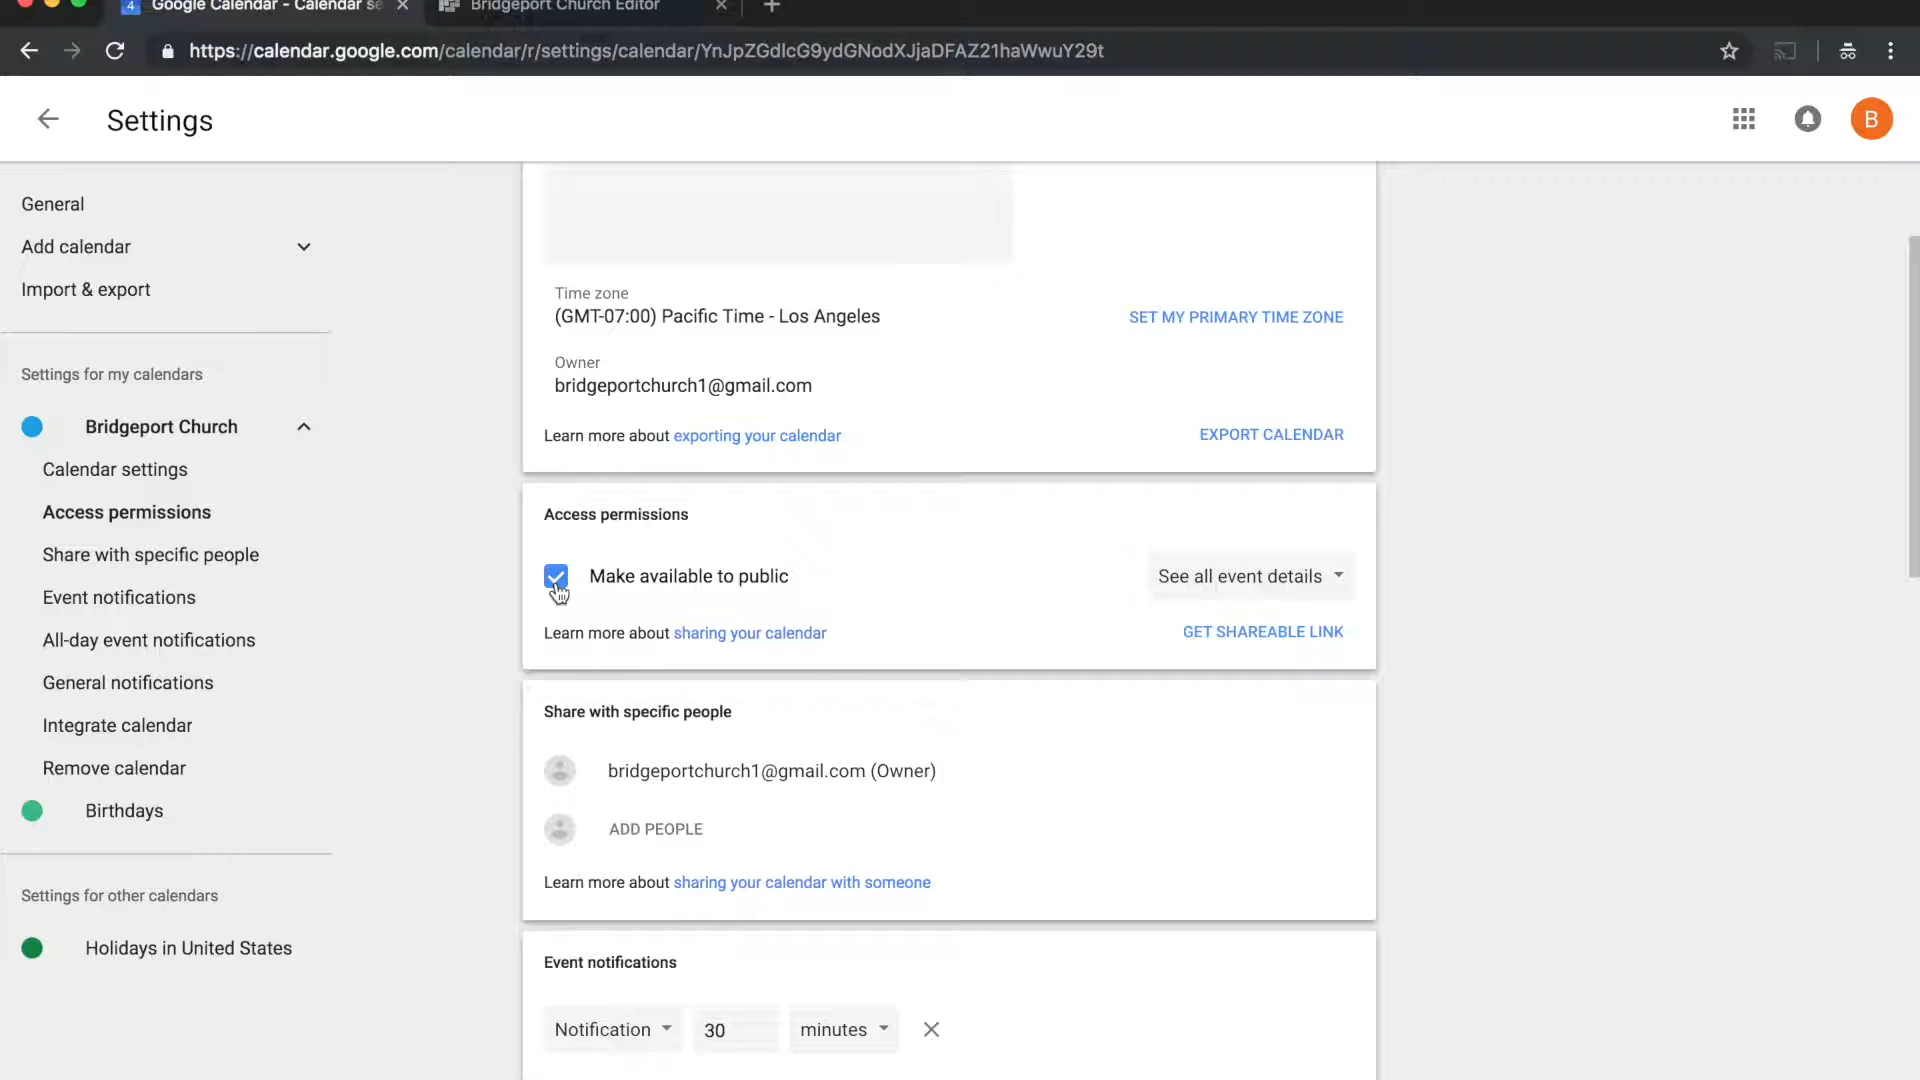 4 Google Calendar - Calendar se
Bridgeport Church Editor
https://calendar.google.com/calendar/r/settings/calendar/YnJpZGdlcG9ydGNodXJjaDFAZ21haWwuY29t
Settings
B
General
Add calendar
Import & export
Settings for my calendars
Bridgeport Church
Calendar settings
Access permissions
Share with specific people
Event notifications
All-day event notifications
General notifications
Integrate calendar
Remove calendar
Birthdays
Settings for other calendars
Holidays in United States
Time zone
(GMT-07:00) Pacific Time - Los Angeles
SET MY PRIMARY TIME ZONE
Owner
bridgeportchurch1@gmail.com
Learn more about exporting your calendar
EXPORT CALENDAR
Access permissions
Make available to public
See all event details
Learn more about sharing your calendar
GET SHAREABLE LINK
Share with specific people
bridgeportchurch1@gmail.com (Owner)
ADD PEOPLE
Learn more about sharing your calendar with someone
Event notifications
Notification 30 minutes